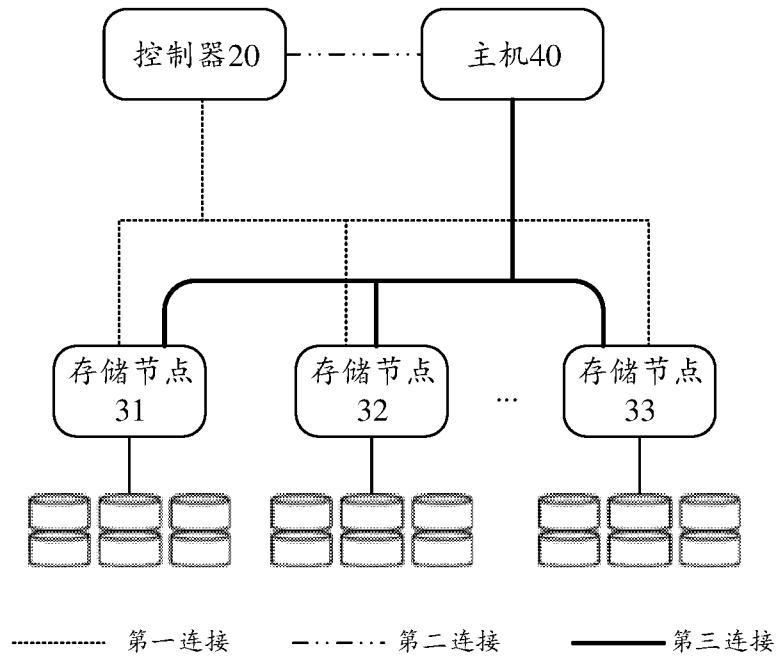 控制器20
主机40
存储节点
31
存储节点
32
...
存储节点
33
第一连接
第二连接
第三连接